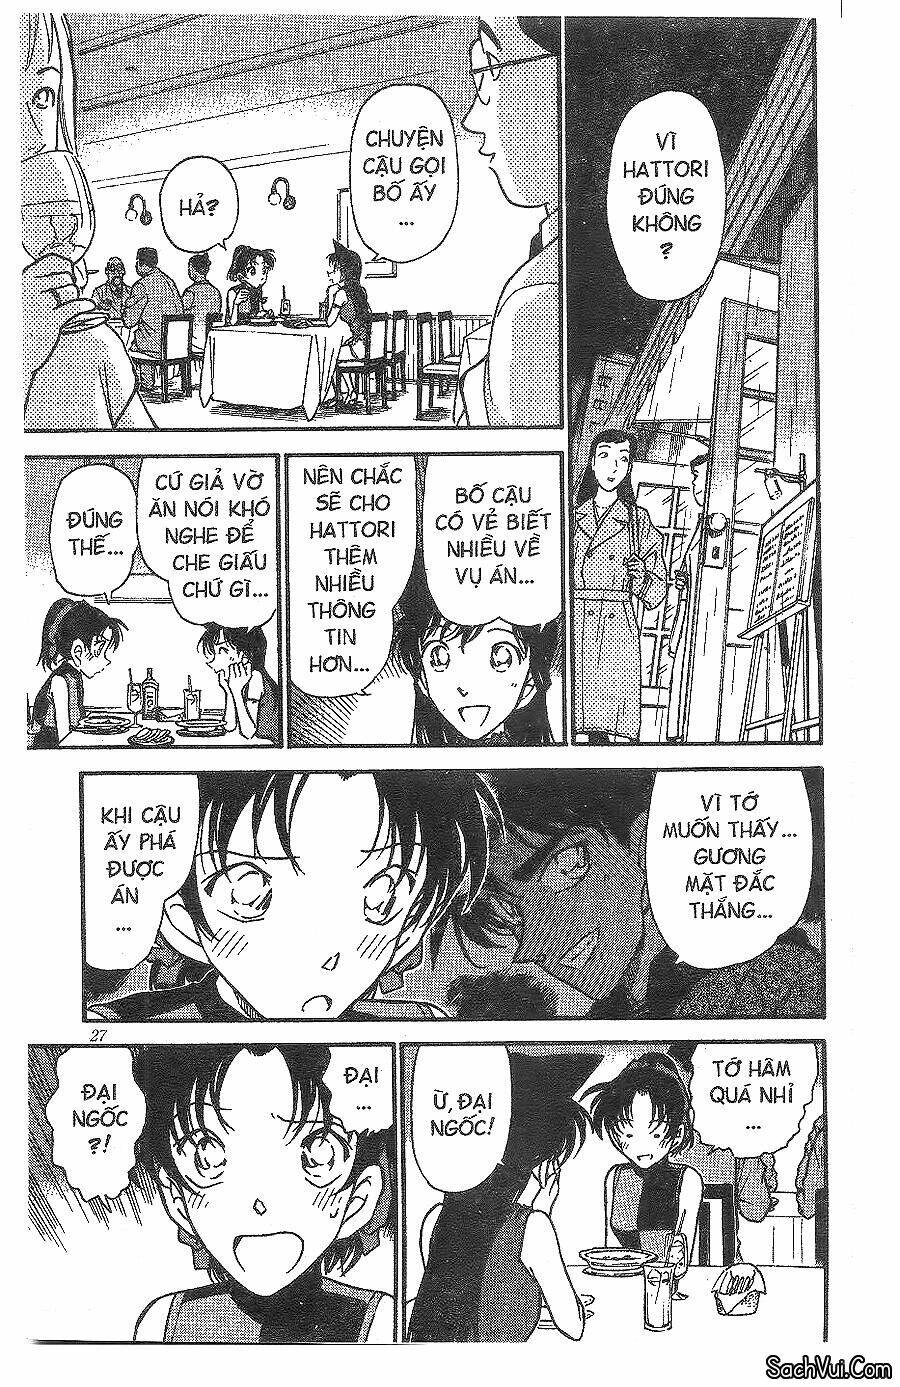 CHUYỆN
CẬU GỌI
BỐ ẤY
...
HẢ?
VÌ
HATTORI
ĐÚNG
KHÔNG
?
CỨ GIẢ VỜ
ĂN NÓI KHÓ
NGHE ĐỂ
CHE GIẤU
CHỨ GÌ...
ĐÚNG
THẾ...
BỐ CẬU
CÓ VẺ BIẾT
NHIỀU VỀ
VỤ ÁN...
NÊN CHẮC
SẼ CHO
HATTORI
THÊM
NHIỀU
THÔNG
TIN
HƠN...
KHI CẬU
ẤY PHÁ
ĐƯỢC
ÁN
...
VÌ TỚ
MUỐN THẤY...
GƯƠNG
MẶT ĐẮC
THẮNG...
27
ĐẠI
...
ĐẠI
NGỐC
?!
Ừ, ĐẠI
NGỐC!
TỚ HÂM
QUÁ NHỈ
...
SachVui.Com